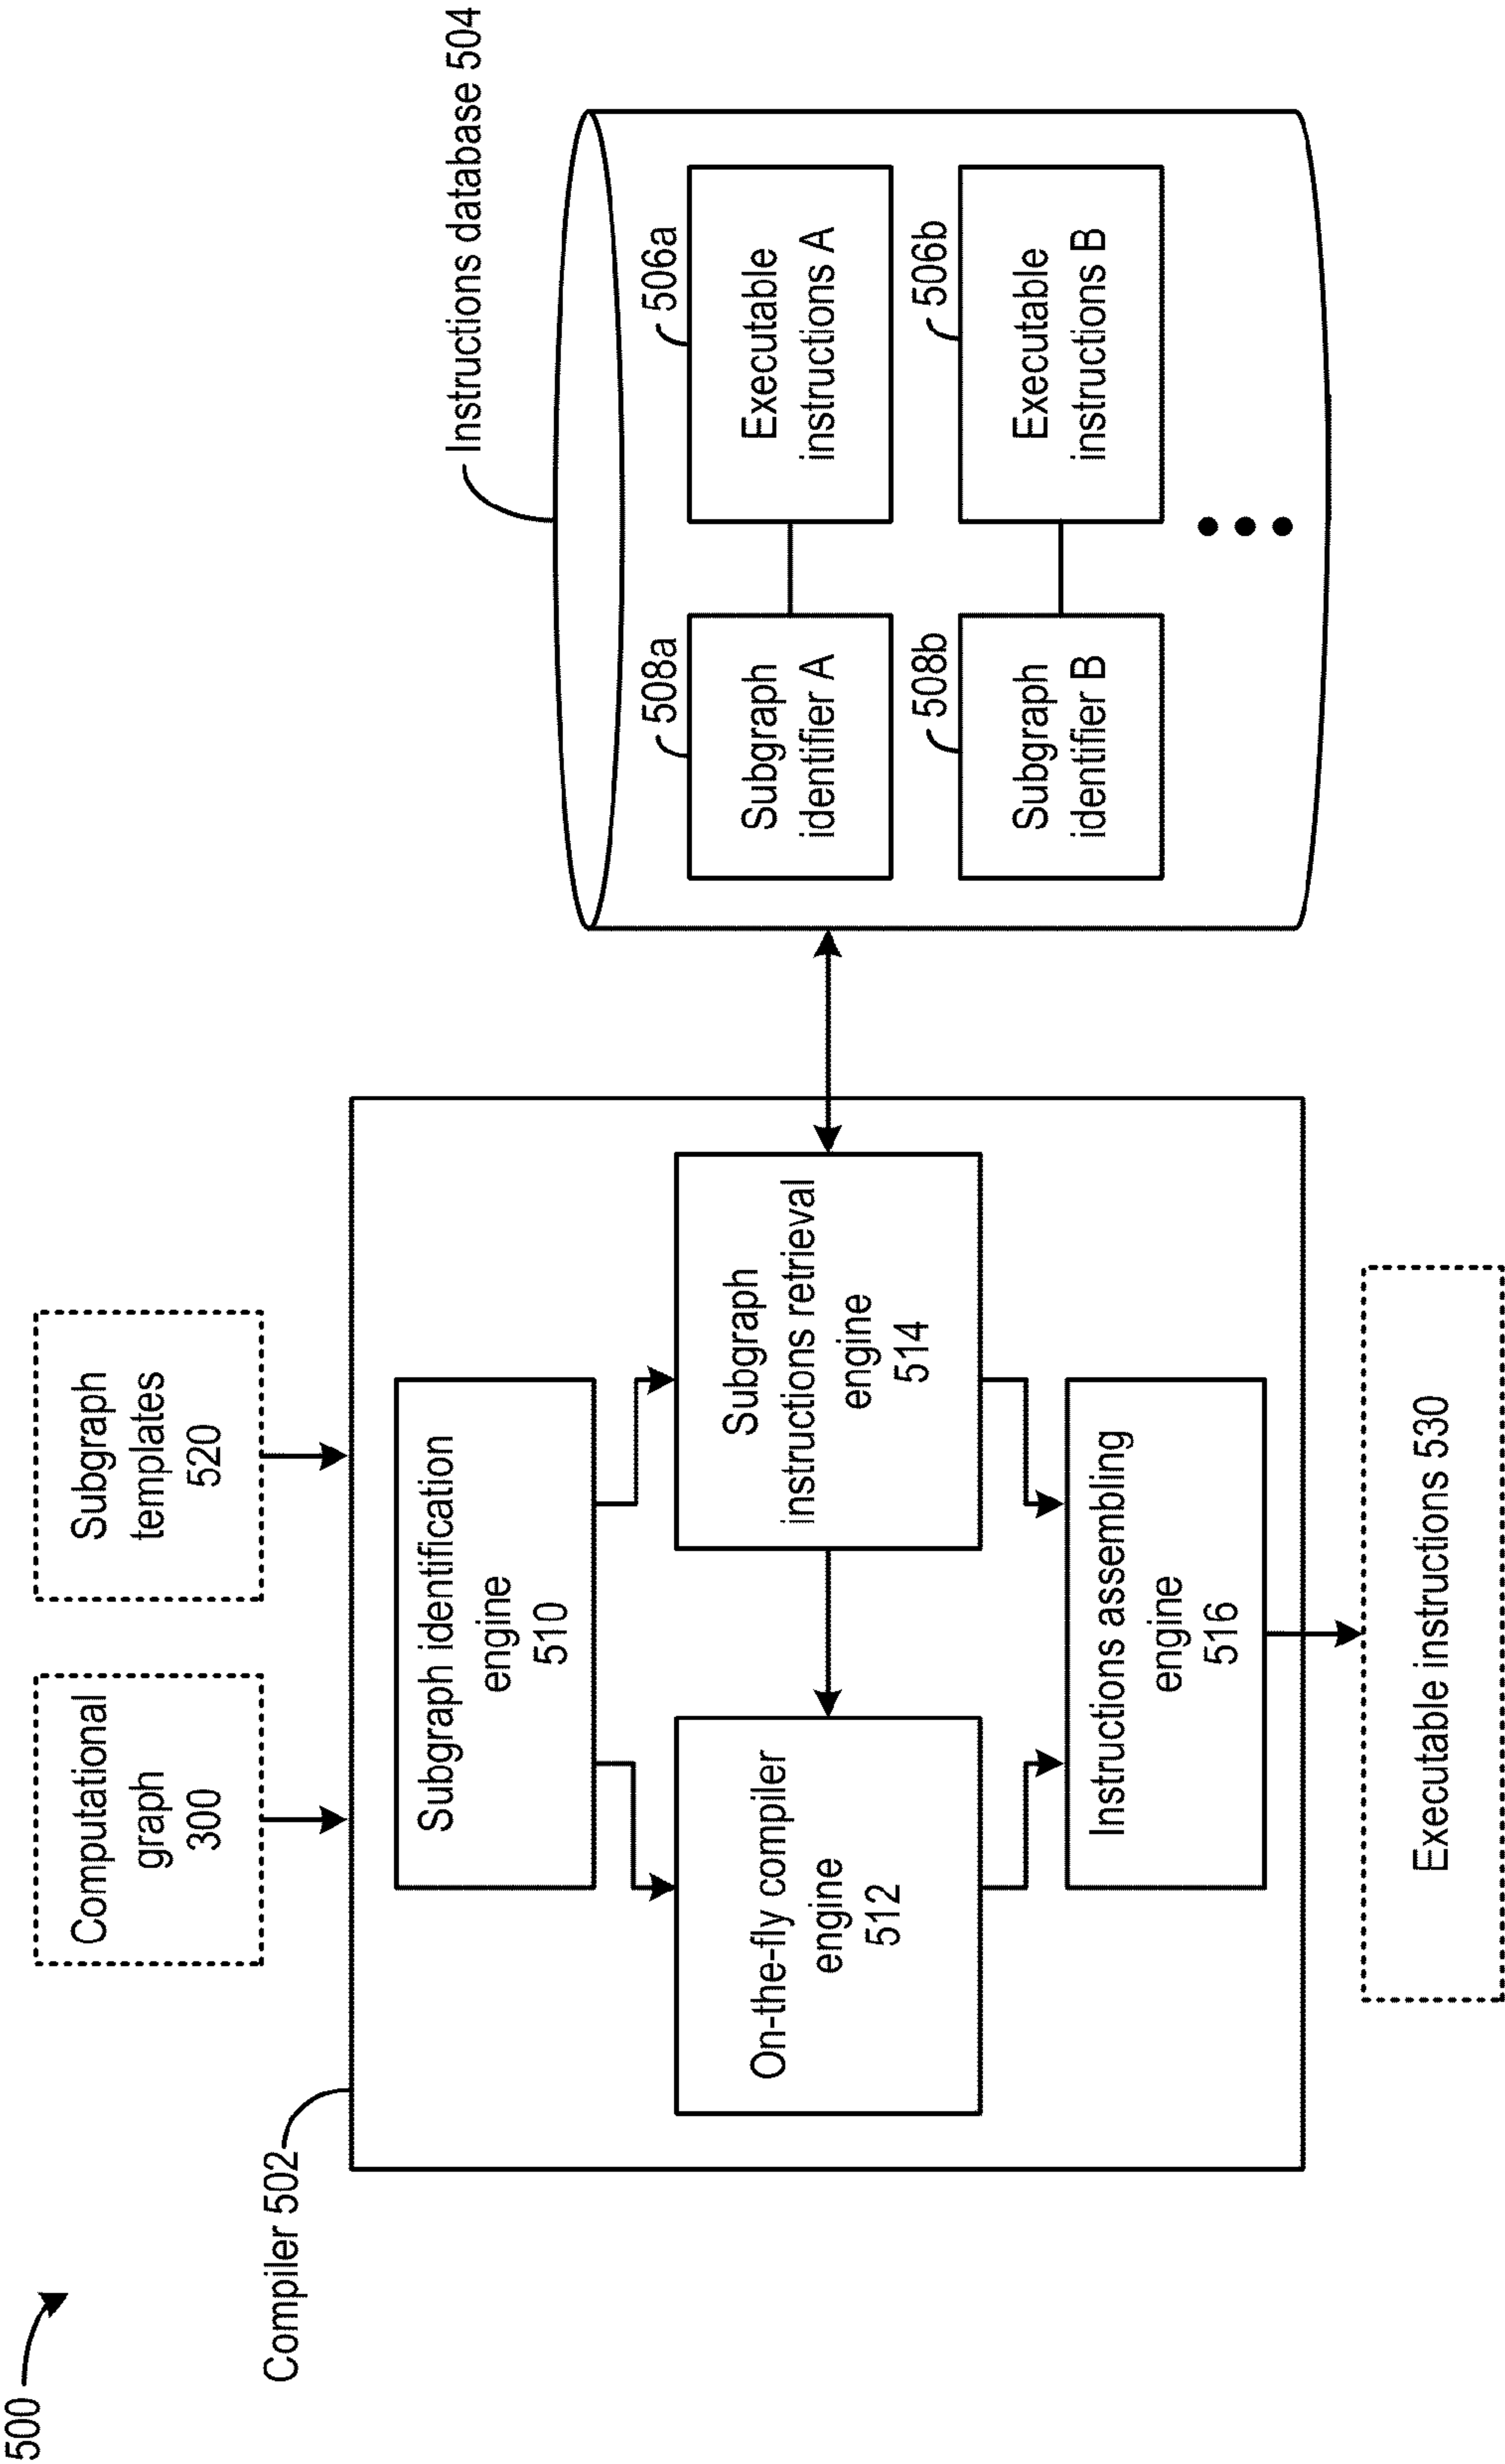 500
Computational
graph
300
Subgraph
templates
520
Compiler 502
Instructions database 504
Subgraph identification
engine
510
On-the-fly compiler
engine
512
Subgraph
instructions retrieval
engine
514
Instructions assembling
engine
516
Executable instructions 530
508a
Subgraph
identifier A
506a
Executable
instructions A
508b
Subgraph
identifier B
506b
Executable
instructions B